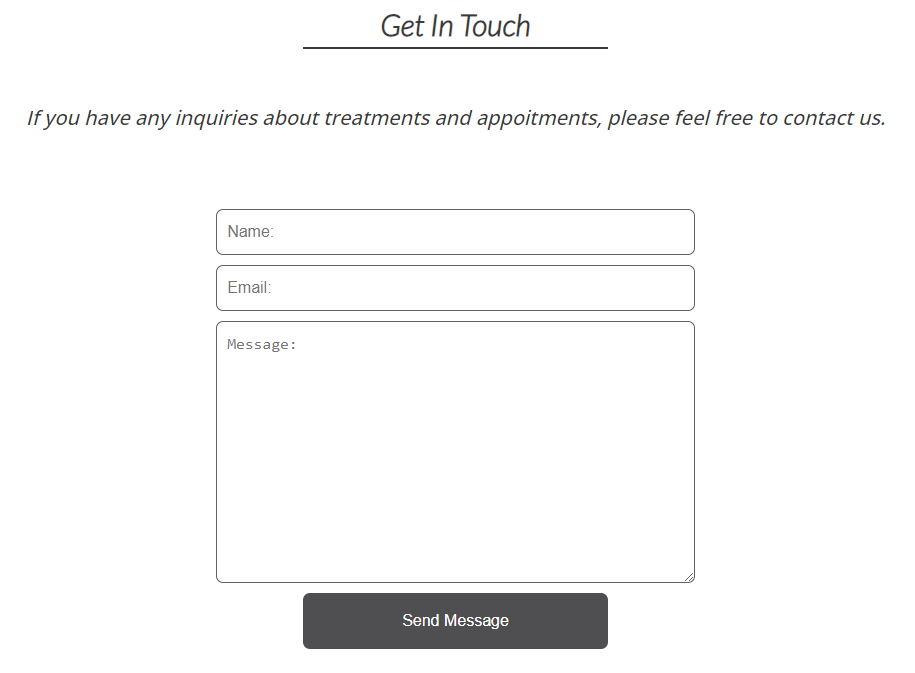 Get In Touch
If you have any inquiries about treatments and appoitments, please feel free to contact us.
Name:
Email:
Message:
Send Message